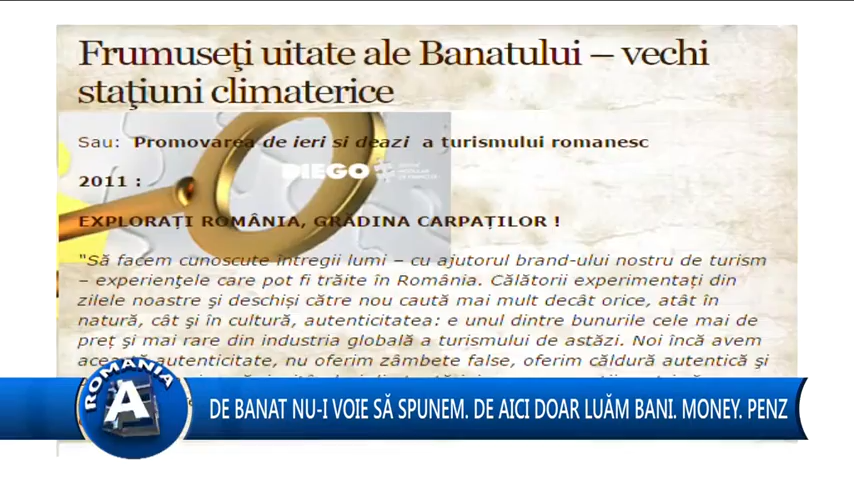 Frumuseţi uitate ale Banatului – vechi
staţiuni climaterice
Sau: Promovarea de ieri si deazi a turismului romanesc
2011 :
DIEGO
EXPLORAȚI ROMÂNIA, GRĂDINA CARPAȚILOR !
"Să facem cunoscute întregii lumi – cu ajutorul brand-ului nostru de turism
– experienţele care pot fi trăite în România. Călătorii experimentați din
zilele noastre şi deschiși către nou caută mai mult decât orice, atât în
natură, cât şi în cultură, autenticitatea: e unul dintre bunurile cele mai de
preț şi mai rare din industria globală a turismului de astăzi. Noi încă avem
această autenticitate, nu oferim zâmbete false, oferim căldură autentică şi
ROMANIA
A
DE BANAT NU-I VOIE SĂ SPUNEM. DE AICI DOAR LUĂM BANI. MONEY. PENZ